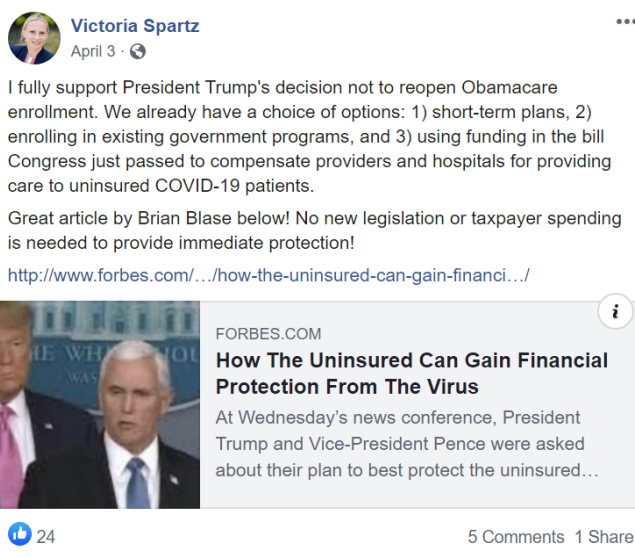 Victoria Spartz
April 3 ·
I fully support President Trump's decision not to reopen Obamacare
enrollment. We already have a choice of options: 1) short-term plans, 2)
enrolling in existing government programs, and 3) using funding in the bill
Congress just passed to compensate providers and hospitals for providing
care to uninsured COVID-19 patients.
Great article by Brian Blase below! No new legislation or taxpayer spending
is needed to provide immediate protection!
http://www.forbes.com/…/how-the-uninsured-can-gain-financi…/
HE WH
OU
WAS
i
FORBES.COM
How The Uninsured Can Gain Financial
Protection From The Virus
At Wednesday's news conference, President
Trump and Vice-President Pence were asked
about their plan to best protect the uninsured…
24
5 Comments 1 Share